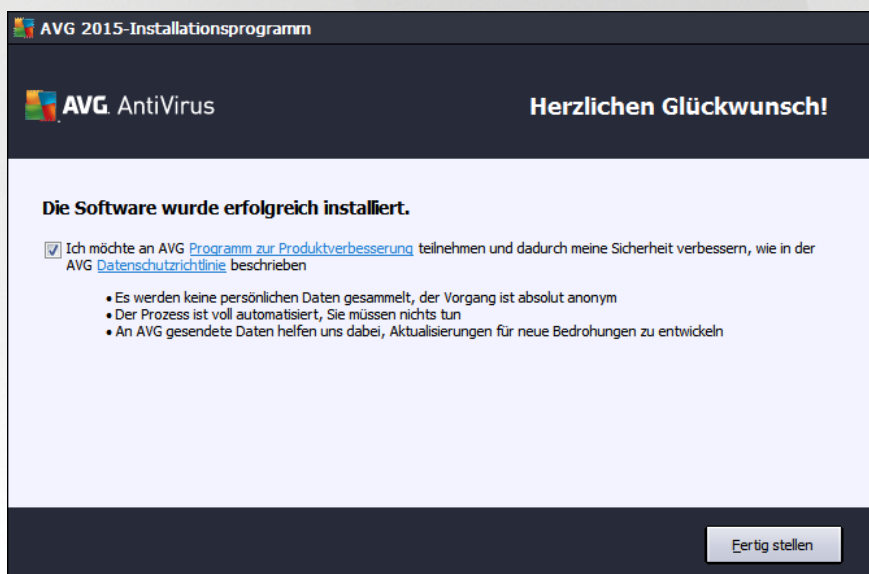 AVG 2015-Installationsprogramm
AVG. AntiVirus
Herzlichen Glückwunsch!
Die Software wurde erfolgreich installiert.
Ich möchte an AVG Programm zur Produktverbesserung teilnehmen und dadurch meine Sicherheit verbessern, wie in der
AVG Datenschutzrichtlinie beschrieben
• Es werden keine persönlichen Daten gesammelt, der Vorgang ist absolut anonym
• Der Prozess ist voll automatisiert, Sie müssen nichts tun
• An AVG gesendete Daten helfen uns dabei, Aktualisierungen für neue Bedrohungen zu entwickeln
Fertig stellen